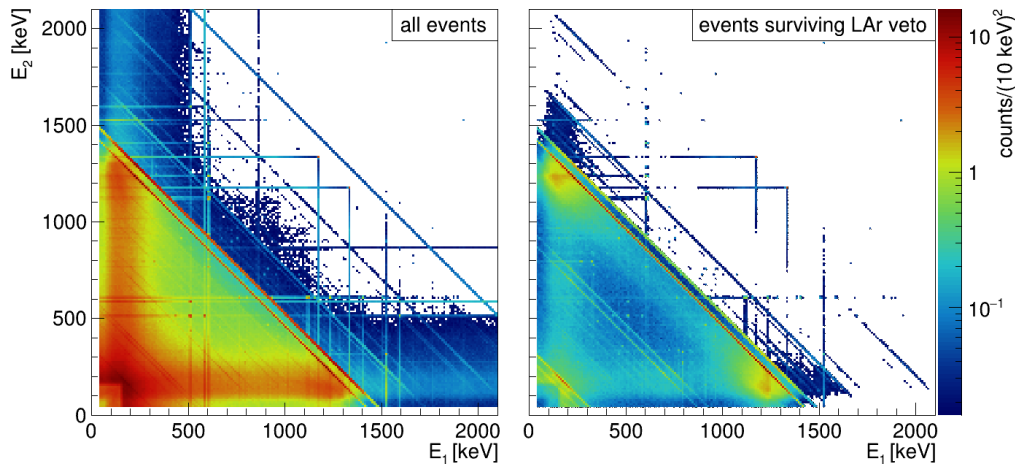 all events
events surviving LAr veto
E₂ [keV]
2000
1500
1000
500
0
0 500 1000 1500 2000
E₁ [keV]
0 500 1000 1500 2000
E₁ [keV]
10
1
10⁻¹
counts/(10 keV)²